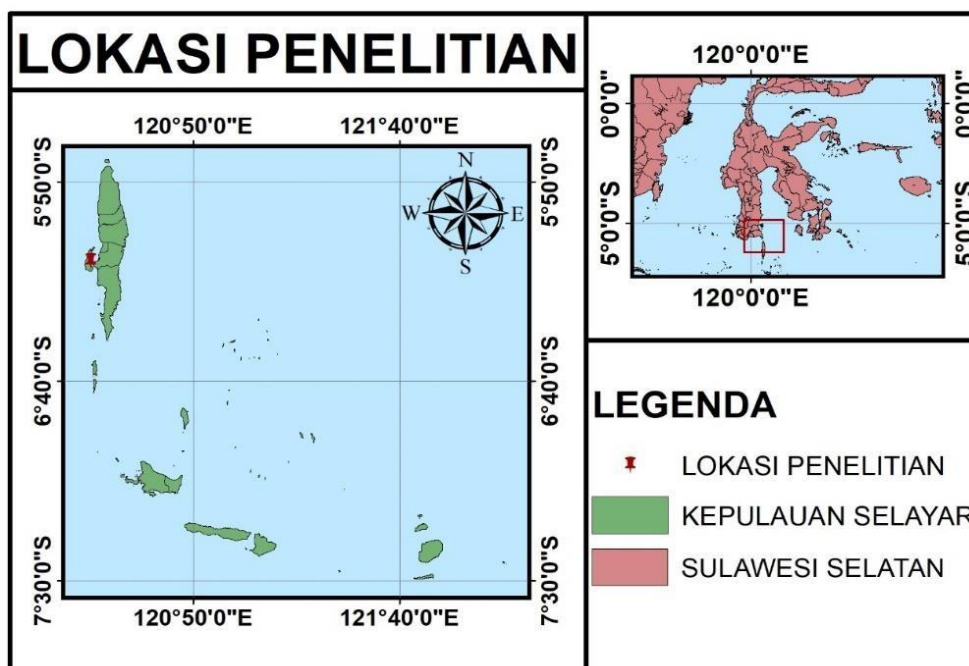 LOKASI PENELITIAN
120°50'0"E 121°40'0"E
5°50'0"S
6°40'0"S
7°30'0"S
N
W E
S
5°50'0"S
6°40'0"S
7°30'0"S
120°50'0"E 121°40'0"E
120°0'0"E
0°0'0"
5°0'0"S
0°0'0"
5°0'0"S
120°0'0"E
LEGENDA
LOKASI PENELITIAN
KEPULAUAN SELAYAR
SULAWESI SELATAN